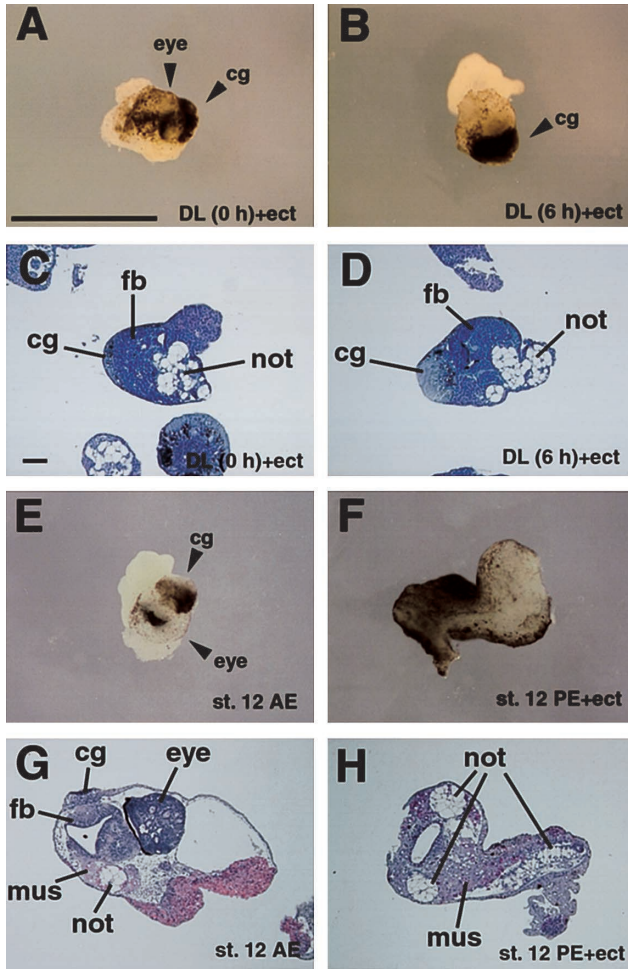 A
eye
cg
DL (0 h)+ect
B
cg
DL (6 h)+ect
C
fb
cg
not
DL (0 h)+ect
D
fb
not
cg
DL (6 h)+ect
E
cg
eye
st. 12 AE
F
st. 12 PE+ect
G
cg
eye
fb
mus
not
st. 12 AE
H
not
mus
st. 12 PE+ect